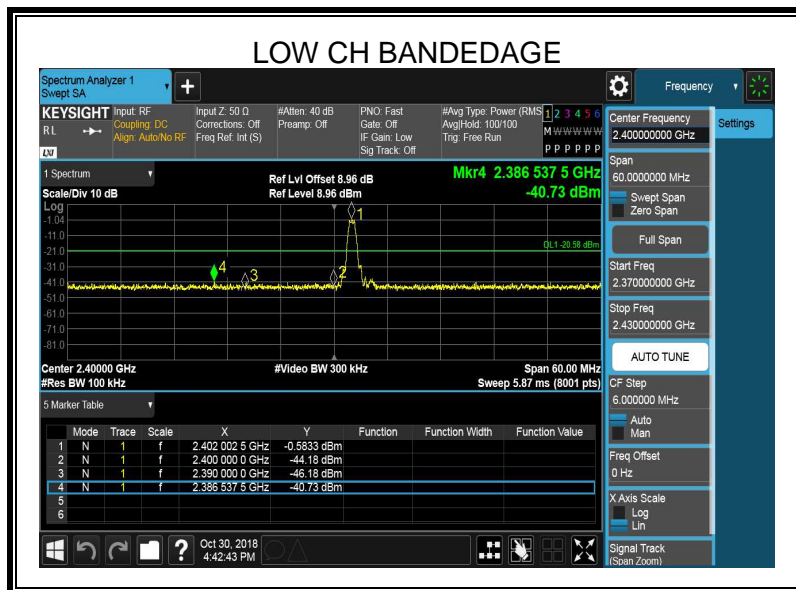 LOW CH BANDEDAGE
Spectrum Analyzer 1
Swept SA
Frequency
KEYSIGHT
RL
LXI
Input: RF
Coupling: DC
Align: Auto/No RF
Input Z: 50 Ω
Corrections: Off
Freq Ref: Int (S)
#Atten: 40 dB
Preamp: Off
PNO: Fast
Gate: Off
IF Gain: Low
Sig Track: Off
#Avg Type: Power (RMS
Avg|Hold: 100/100
Trig: Free Run
1 2 3 4 5 6
M W W W W W
P P P P P P
1 Spectrum
Scale/Div 10 dB
Ref Lvl Offset 8.96 dB
Ref Level 8.96 dBm
Mkr4 2.386 537 5 GHz
-40.73 dBm
Log
-1.04
-11.0
-21.0
-31.0
-41.0
-51.0
-61.0
-71.0
-81.0
1
DL1 -20.58 dBm
4
3
2
Center 2.40000 GHz
#Video BW 300 kHz
Span 60.00 MHz
#Res BW 100 kHz
Sweep 5.87 ms (8001 pts)
5 Marker Table
Mode Trace Scale X Y Function Function Width Function Value
1 N 1 f 2.402 002 5 GHz -0.5833 dBm
2 N 1 f 2.400 000 0 GHz -44.18 dBm
3 N 1 f 2.390 000 0 GHz -46.18 dBm
4 N 1 f 2.386 537 5 GHz -40.73 dBm
5
6
?
Oct 30, 2018
4:42:43 PM
Center Frequency
2.400000000 GHz
Settings
Span
60.0000000 MHz
Swept Span
Zero Span
Full Span
Start Freq
2.370000000 GHz
Stop Freq
2.430000000 GHz
AUTO TUNE
CF Step
6.000000 MHz
Auto
Man
Freq Offset
0 Hz
X Axis Scale
Log
Lin
Signal Track
(Span Zoom)